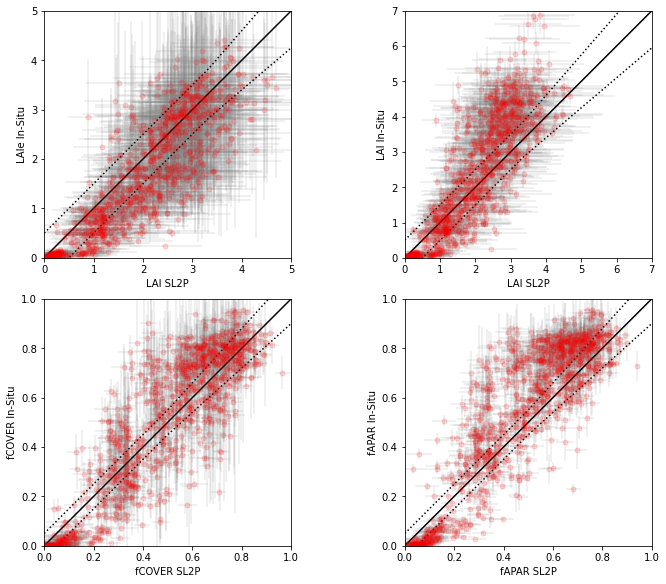 5
4
3
2
1
0
LAIe In-Situ
0 1 2 3 4 5
LAI SL2P
7
6
5
4
3
2
1
0
LAI In-Situ
0 1 2 3 4 5 6 7
LAI SL2P
1.0
0.8
0.6
0.4
0.2
0.0
fCOVER In-Situ
0.0 0.2 0.4 0.6 0.8 1.0
fCOVER SL2P
1.0
0.8
0.6
0.4
0.2
0.0
fAPAR In-Situ
0.0 0.2 0.4 0.6 0.8 1.0
fAPAR SL2P